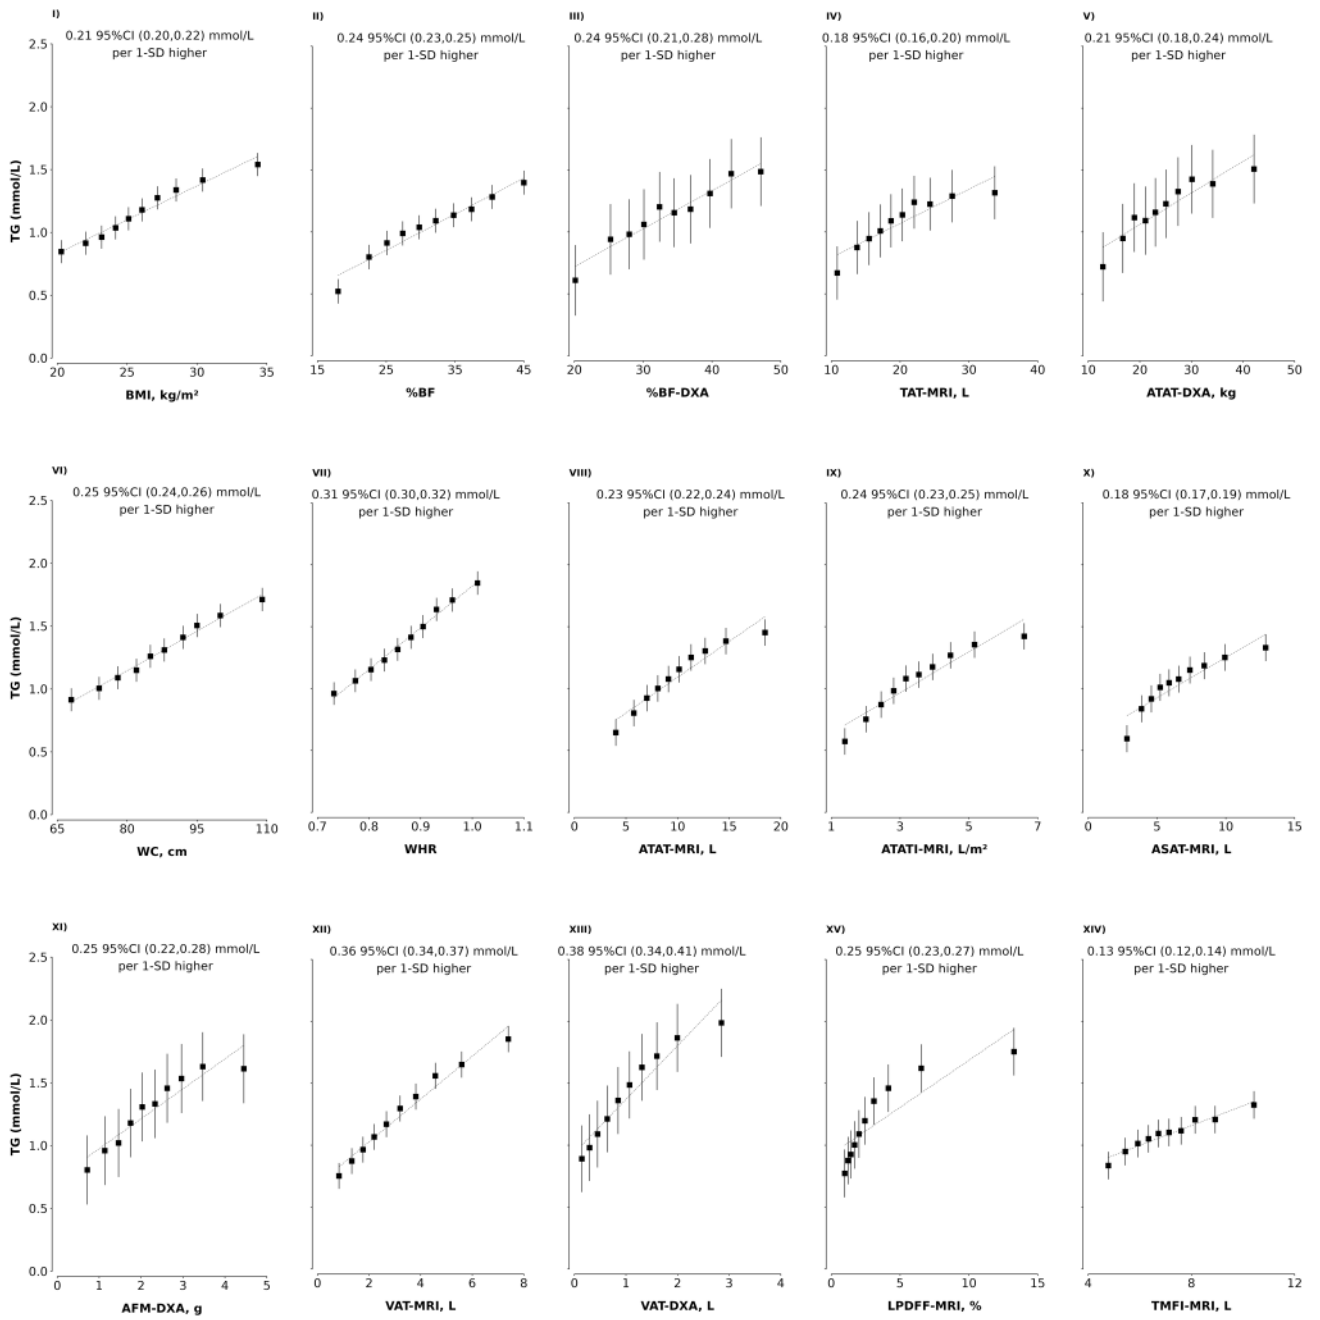 I)
0.21 95%CI (0.20,0.22) mmol/L
per 1-SD higher
TG (mmol/L)
2.5
2.0
1.5
1.0
0.5
0.0
20 25 30 35
BMI, kg/m²
II)
0.24 95%CI (0.23,0.25) mmol/L
per 1-SD higher
15 25 35 45
%BF
III)
0.24 95%CI (0.21,0.28) mmol/L
per 1-SD higher
20 30 40 50
%BF-DXA
IV)
0.18 95%CI (0.16,0.20) mmol/L
per 1-SD higher
10 20 30 40
TAT-MRI, L
V)
0.21 95%CI (0.18,0.24) mmol/L
per 1-SD higher
10 20 30 40 50
ATAT-DXA, kg
VI)
0.25 95%CI (0.24,0.26) mmol/L
per 1-SD higher
TG (mmol/L)
2.5
2.0
1.5
1.0
0.5
0.0
65 80 95 110
WC, cm
VII)
0.31 95%CI (0.30,0.32) mmol/L
per 1-SD higher
0.7 0.8 0.9 1.0 1.1
WHR
VIII)
0.23 95%CI (0.22,0.24) mmol/L
per 1-SD higher
0 5 10 15 20
ATAT-MRI, L
IX)
0.24 95%CI (0.23,0.25) mmol/L
per 1-SD higher
1 3 5 7
ATATI-MRI, L/m²
X)
0.18 95%CI (0.17,0.19) mmol/L
per 1-SD higher
0 5 10 15
ASAT-MRI, L
XI)
0.25 95%CI (0.22,0.28) mmol/L
per 1-SD higher
TG (mmol/L)
2.5
2.0
1.5
1.0
0.5
0.0
0 1 2 3 4 5
AFM-DXA, g
XII)
0.36 95%CI (0.34,0.37) mmol/L
per 1-SD higher
0 2 4 6 8
VAT-MRI, L
XIII)
0.38 95%CI (0.34,0.41) mmol/L
per 1-SD higher
0 1 2 3 4
VAT-DXA, L
XV)
0.25 95%CI (0.23,0.27) mmol/L
per 1-SD higher
0 5 10 15
LPDFF-MRI, %
XIV)
0.13 95%CI (0.12,0.14) mmol/L
per 1-SD higher
4 8 12
TMFI-MRI, L